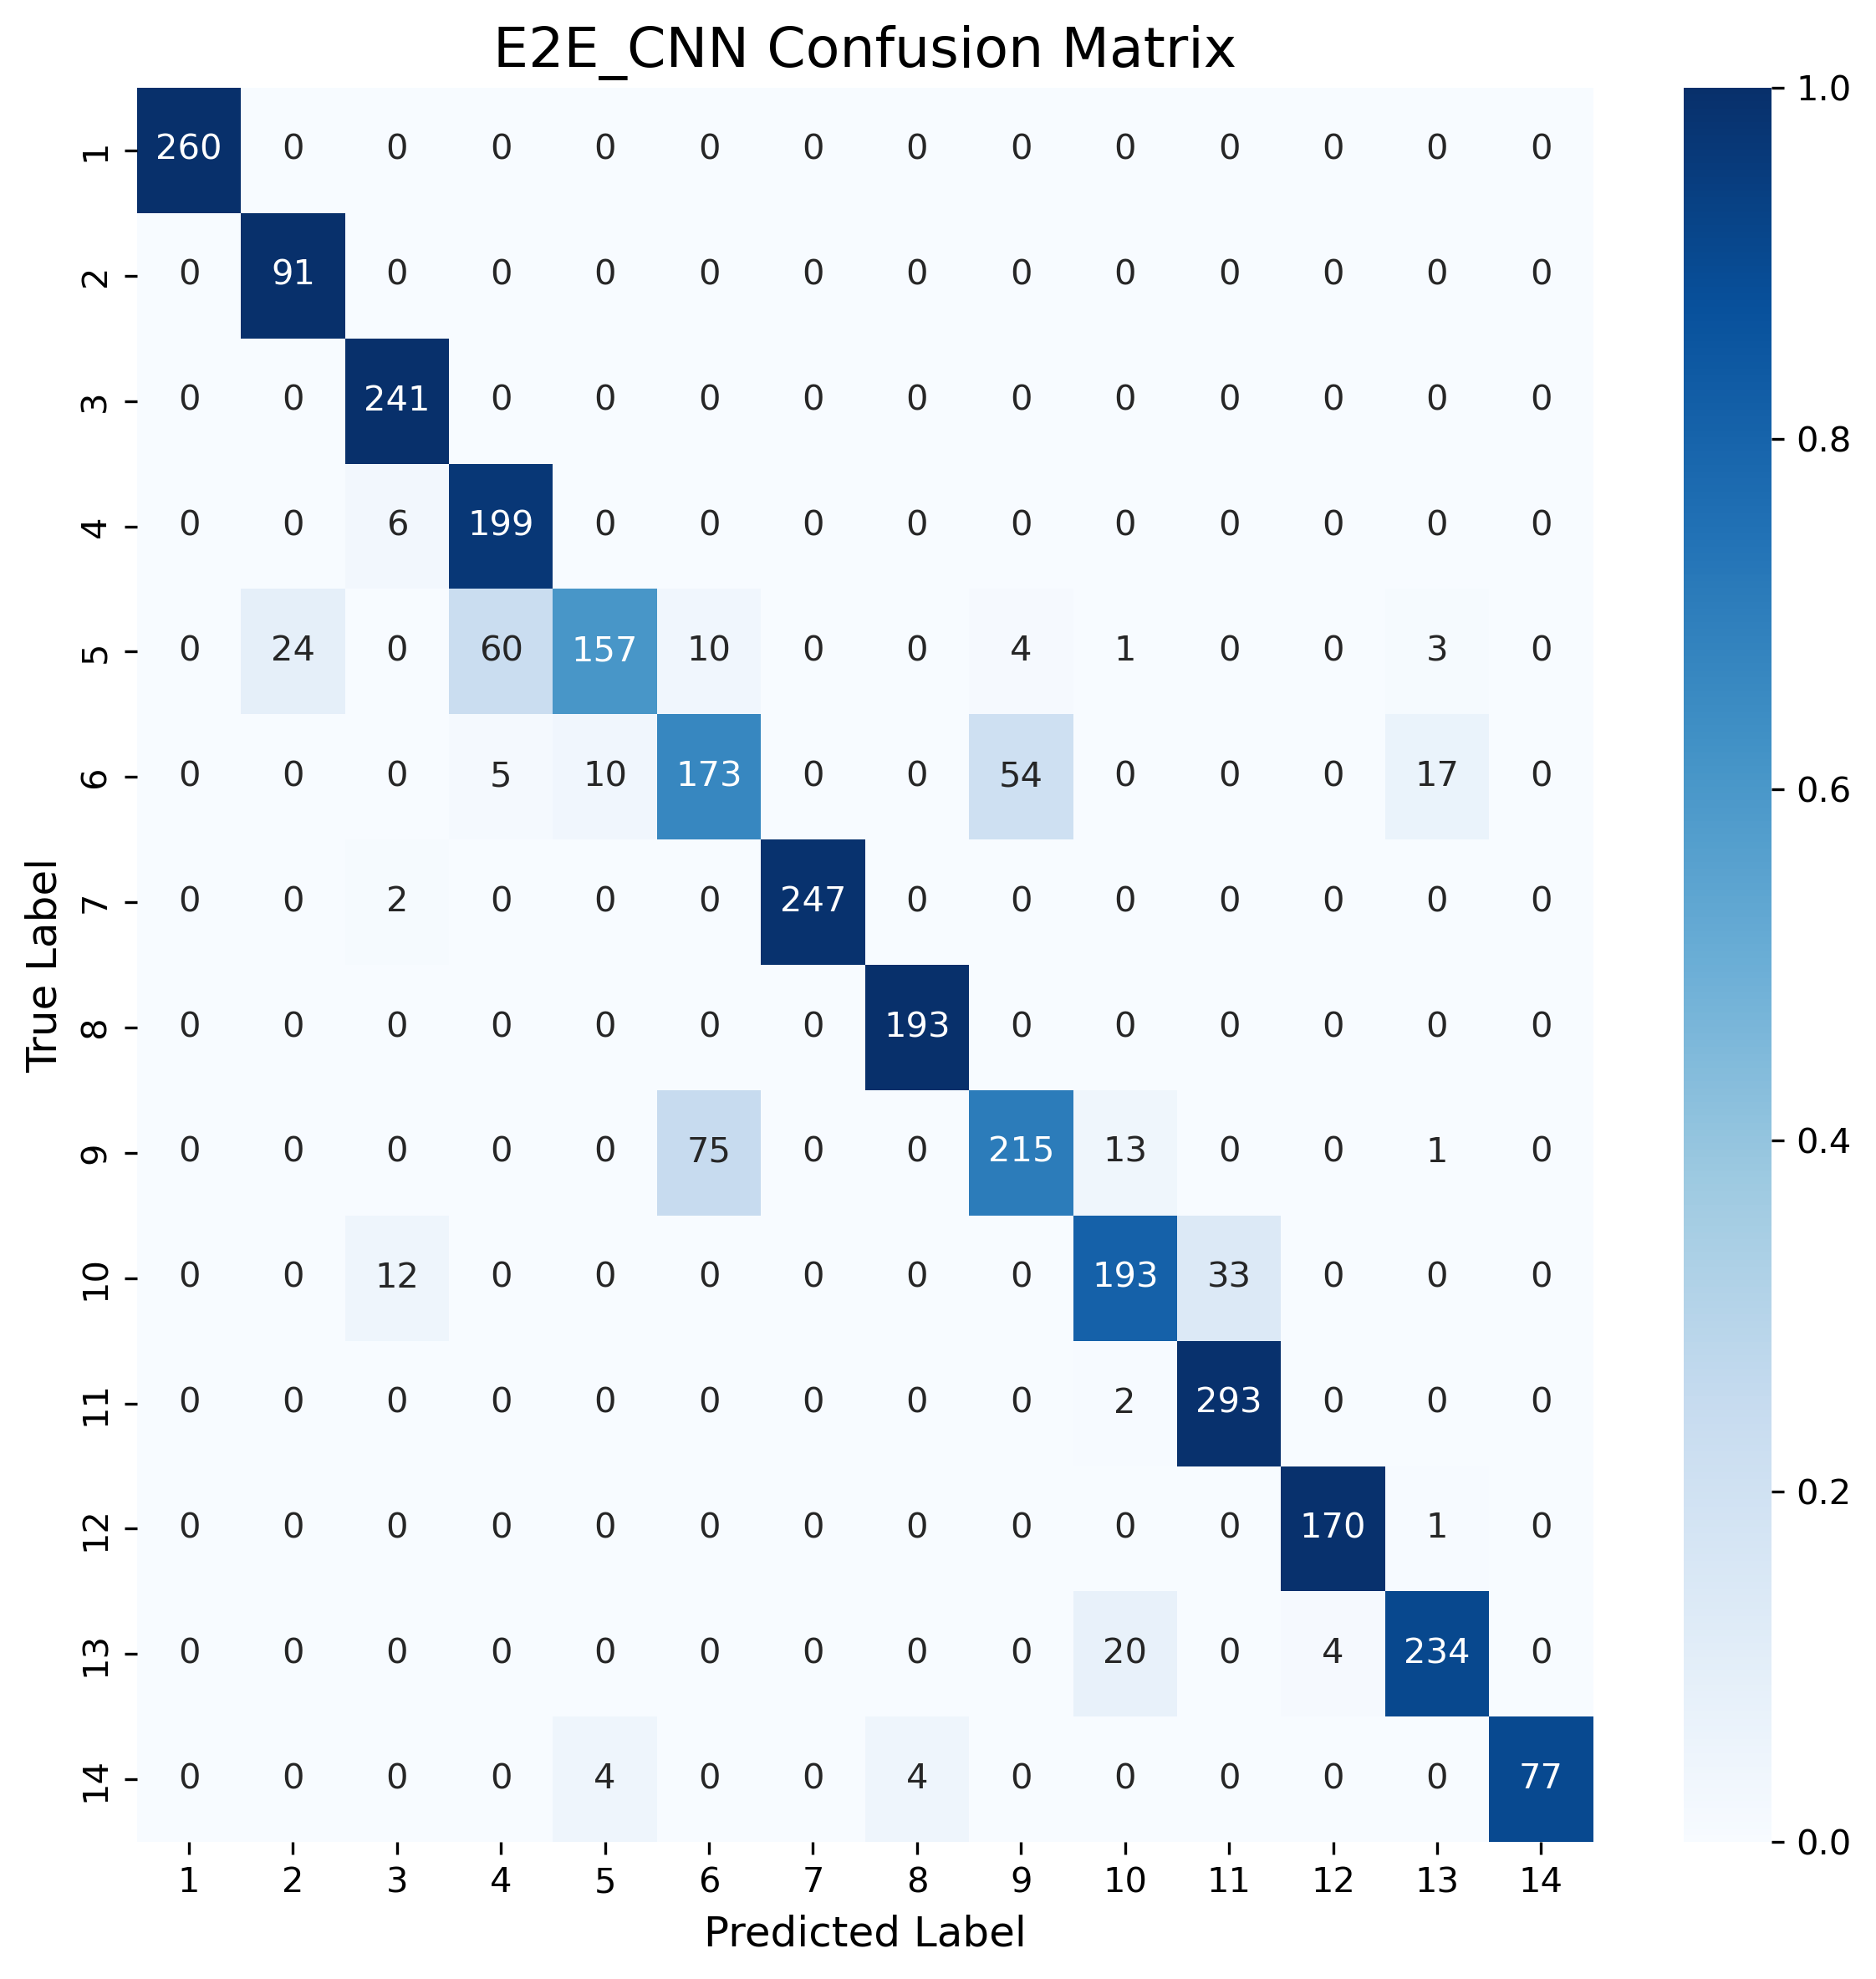 E2E_CNN Confusion Matrix
1 260 0 0 0 0 0 0 0 0 0 0 0 0 0
2 0 91 0 0 0 0 0 0 0 0 0 0 0 0
3 0 0 241 0 0 0 0 0 0 0 0 0 0 0
4 0 0 6 199 0 0 0 0 0 0 0 0 0 0
5 0 24 0 60 157 10 0 0 4 1 0 0 3 0
6 0 0 0 5 10 173 0 0 54 0 0 0 17 0
7 0 0 2 0 0 0 247 0 0 0 0 0 0 0
8 0 0 0 0 0 0 0 193 0 0 0 0 0 0
9 0 0 0 0 0 75 0 0 215 13 0 0 1 0
10 0 0 12 0 0 0 0 0 0 193 33 0 0 0
11 0 0 0 0 0 0 0 0 0 2 293 0 0 0
12 0 0 0 0 0 0 0 0 0 0 0 170 1 0
13 0 0 0 0 0 0 0 0 0 20 0 4 234 0
14 0 0 0 0 4 0 0 4 0 0 0 0 0 77
1 2 3 4 5 6 7 8 9 10 11 12 13 14
Predicted Label
True Label
1.0
0.8
0.6
0.4
0.2
0.0